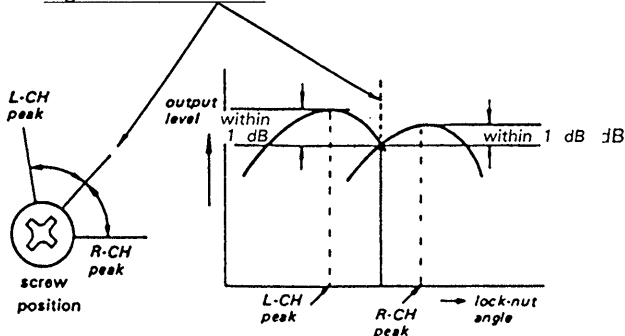 L-CH
peak
R-CH
peak
screw
position
output
level
within
1 dB
within 1 dB dB
L-CH
peak
R-CH
peak
lock-nut
angle